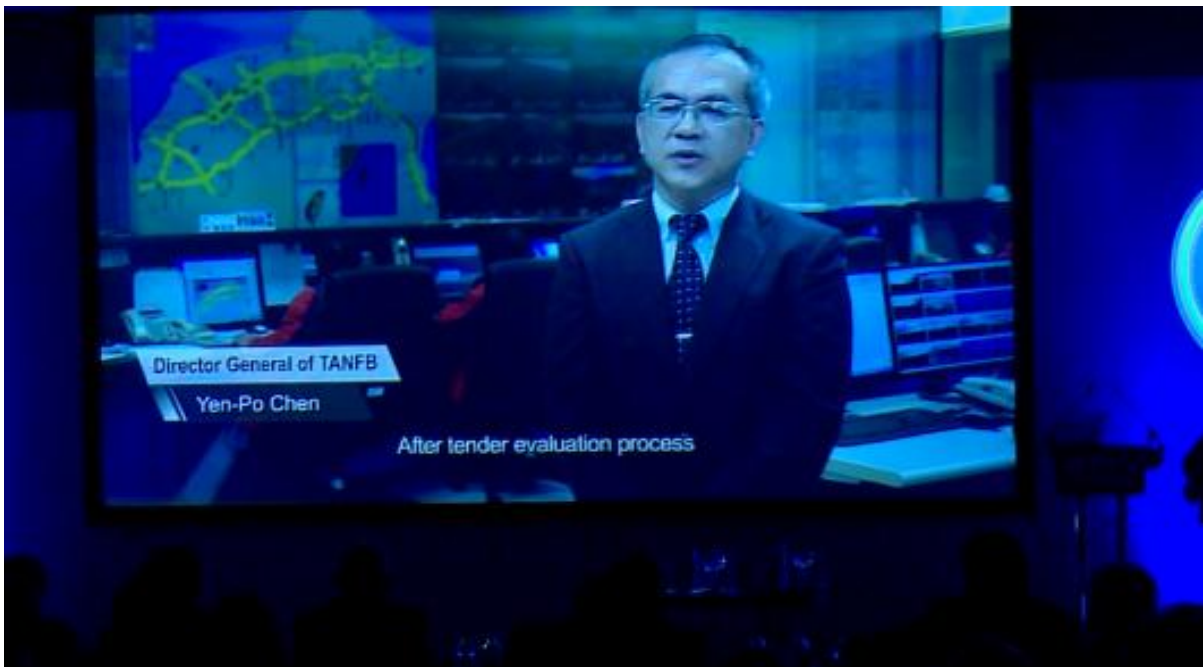 Director General of TANFB
Yen-Po Chen
After tender evaluation process